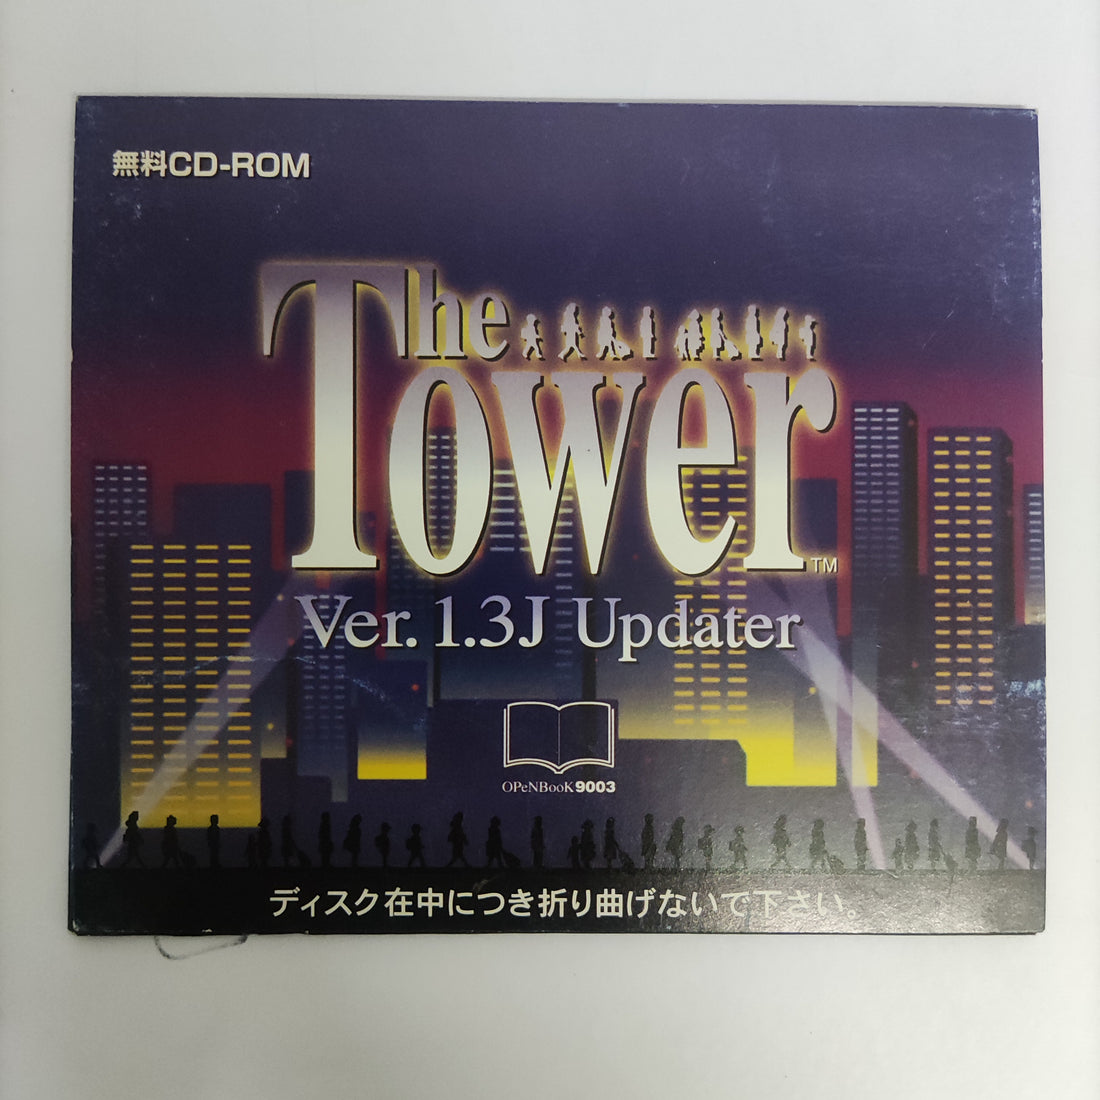 無料CD-ROM
The
Tower
TM
Ver. 1.3J Updater
OPeNBooK9003
ディスク在中につき折り曲げないで下さい。